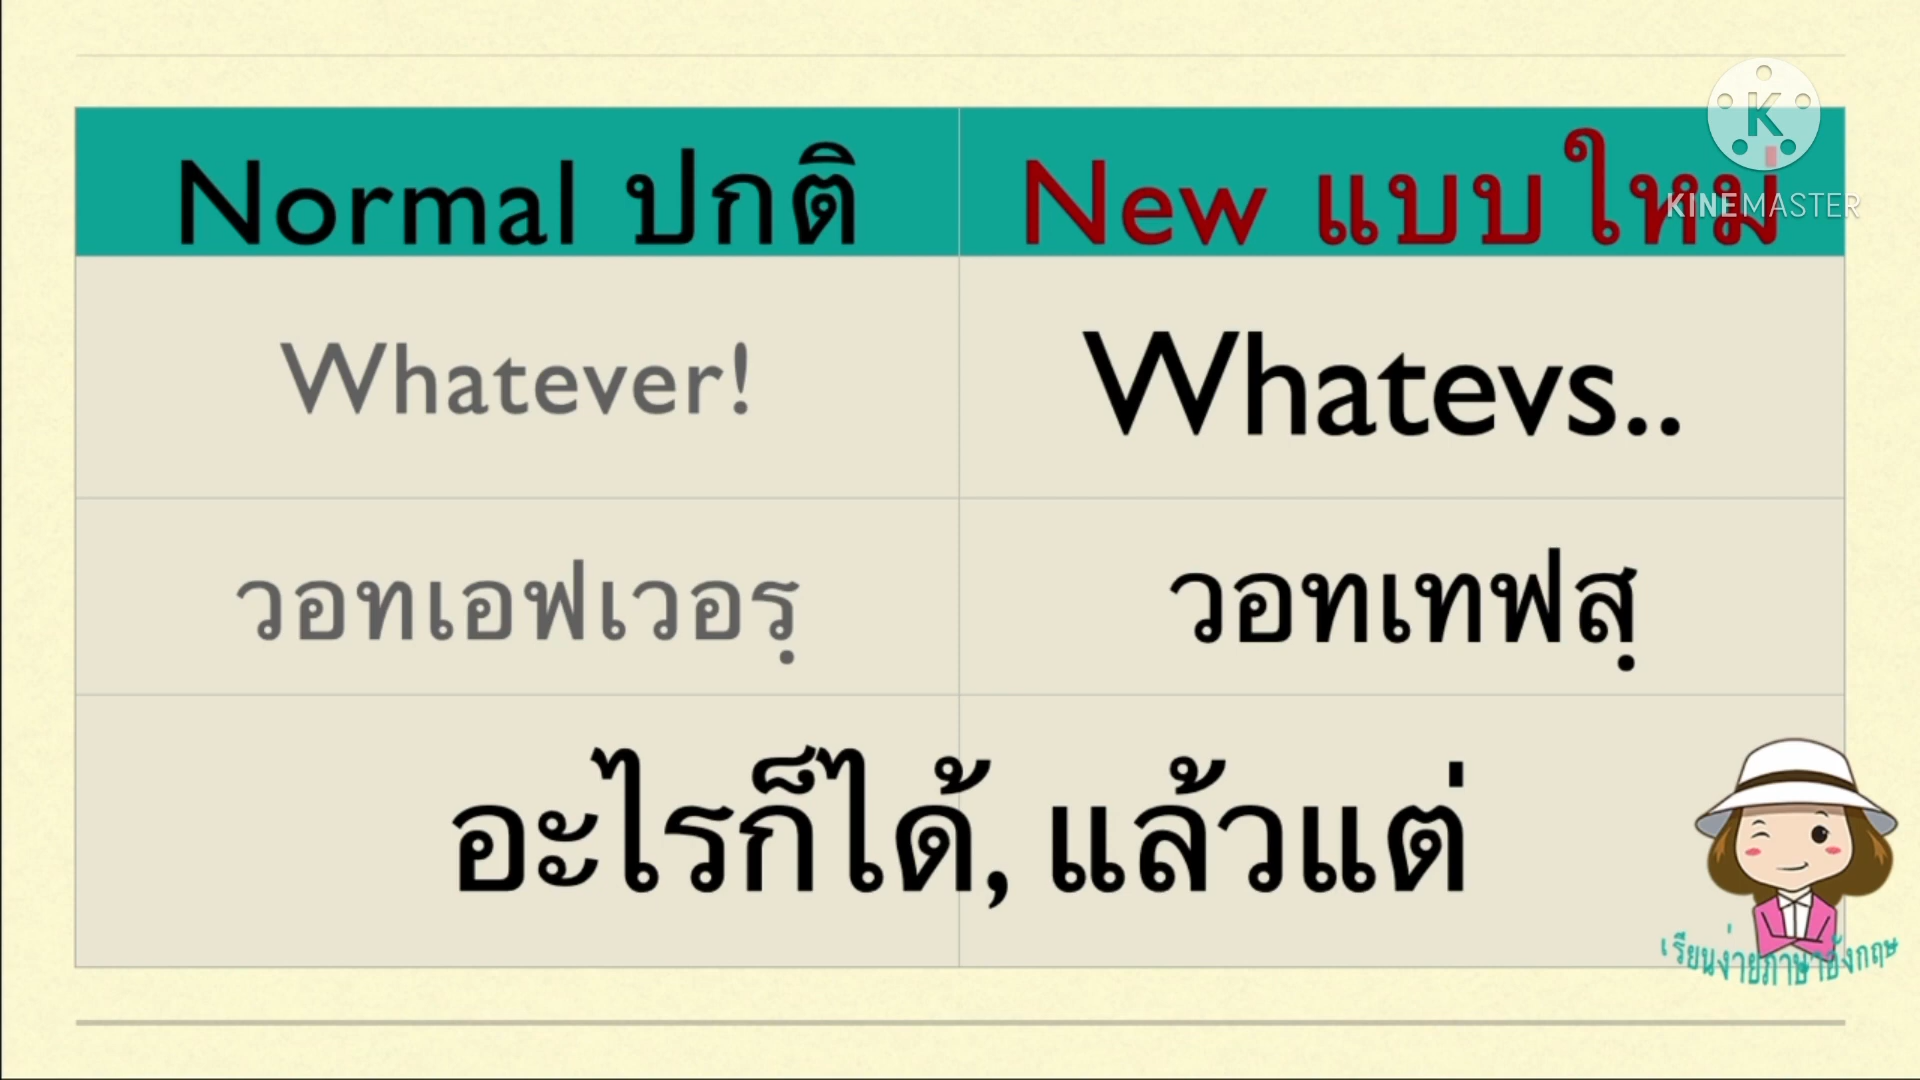 Normal ปกติ
New แบบใหม่
KINEMASTER
Whatever!
Whatevs..
วอทเอฟเวอรฺ
วอทเทฟสฺ
อะไรก็ได้, แล้วแต่
เรียนง่ายภาษาอังกฤษ